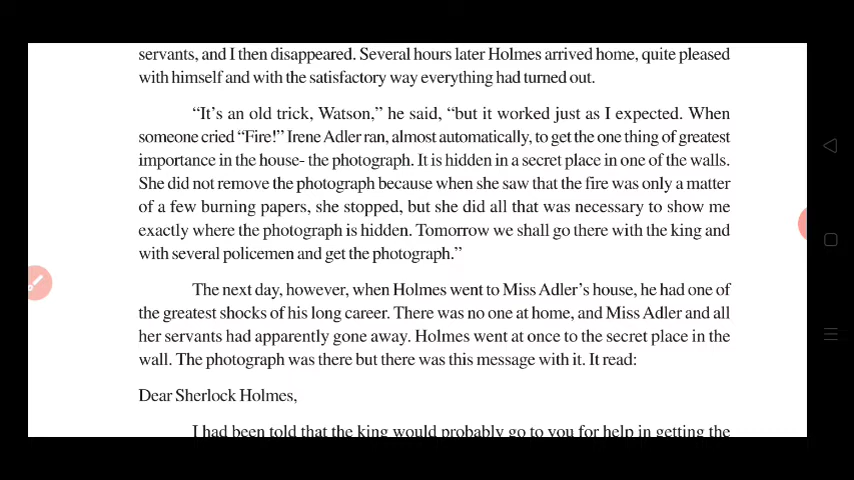 servants, and I then disappeared. Several hours later Holmes arrived home, quite pleased
with himself and with the satisfactory way everything had turned out.
“It’s an old trick, Watson,” he said, “but it worked just as I expected. When
someone cried “Fire!” Irene Adler ran, almost automatically, to get the one thing of greatest
importance in the house- the photograph. It is hidden in a secret place in one of the walls.
She did not remove the photograph because when she saw that the fire was only a matter
of a few burning papers, she stopped, but she did all that was necessary to show me
exactly where the photograph is hidden. Tomorrow we shall go there with the king and
with several policemen and get the photograph.”
The next day, however, when Holmes went to Miss Adler’s house, he had one of
the greatest shocks of his long career. There was no one at home, and Miss Adler and all
her servants had apparently gone away. Holmes went at once to the secret place in the
wall. The photograph was there but there was this message with it. It read:
Dear Sherlock Holmes,
I had been told that the king would probably go to you for help in getting the